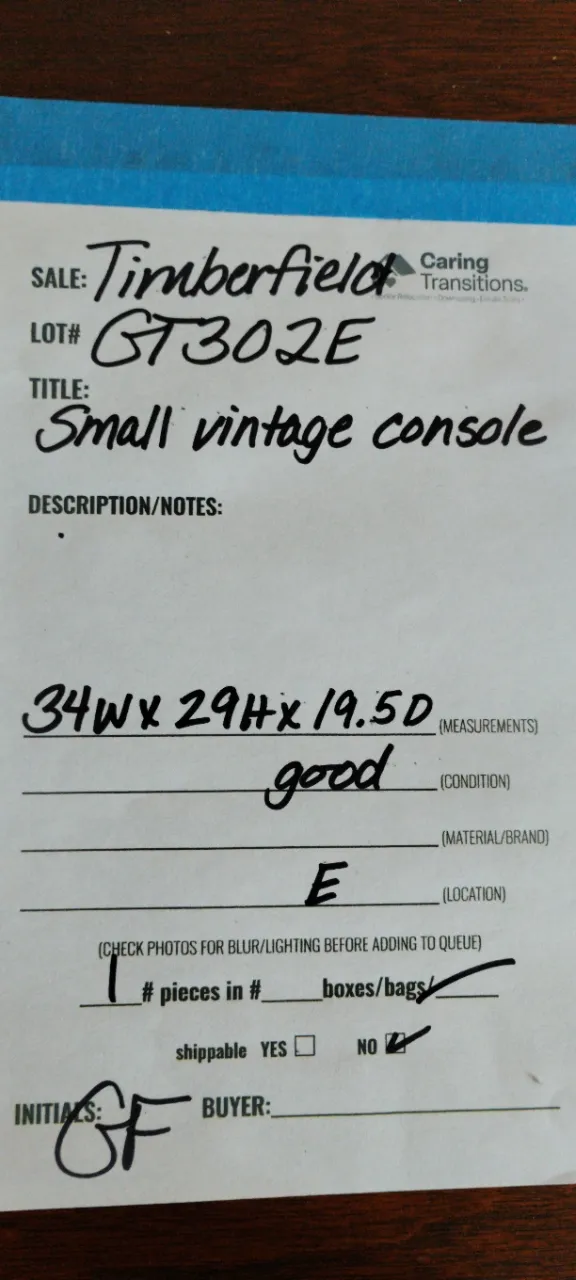 SALE: Timberfield
Caring
Transitions.
LOT# GT302E
TITLE:
Small vintage console
DESCRIPTION/NOTES:
34W x 29H x 19.5D (MEASUREMENTS)
good (CONDITION)
(MATERIAL/BRAND)
E (LOCATION)
(CHECK PHOTOS FOR BLUR/LIGHTING BEFORE ADDING TO QUEUE)
1 # pieces in #_____boxes/bags/_____
shippable YES ☐ NO ☑
INITIALS: GF BUYER: